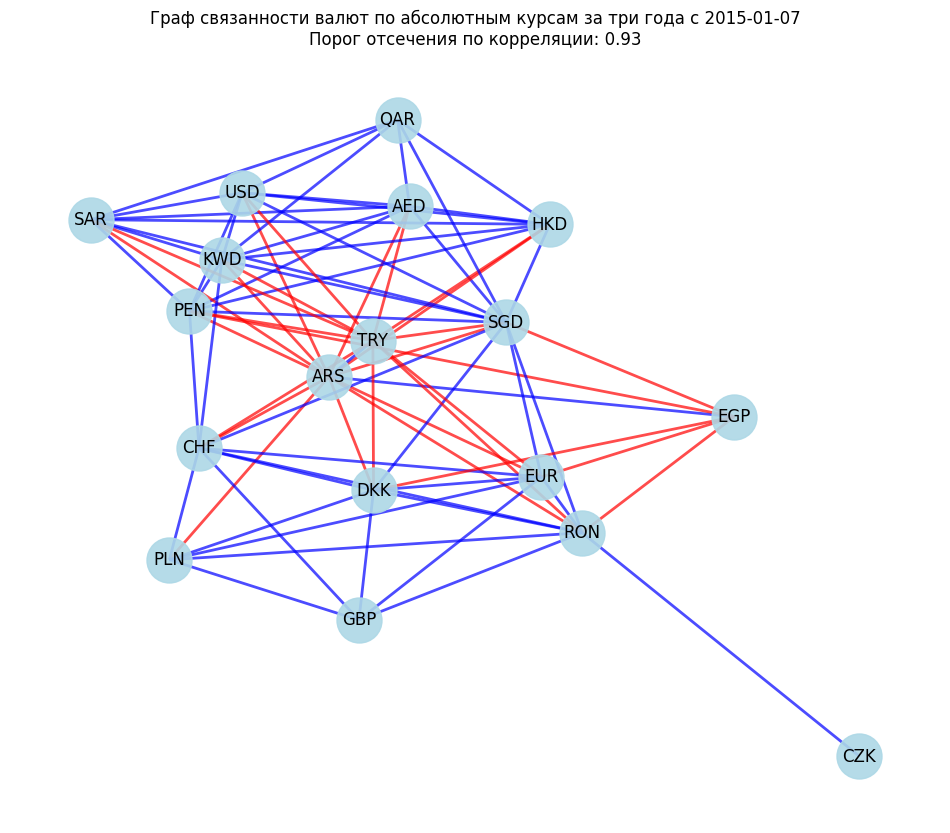 Граф связанности валют по абсолютным курсам за три года с 2015-01-07
Порог отсечения по корреляции: 0.93
QAR
USD
AED
SAR
HKD
KWD
PEN
SGD
TRY
ARS
EGP
CHF
EUR
DKK
RON
PLN
GBP
CZK